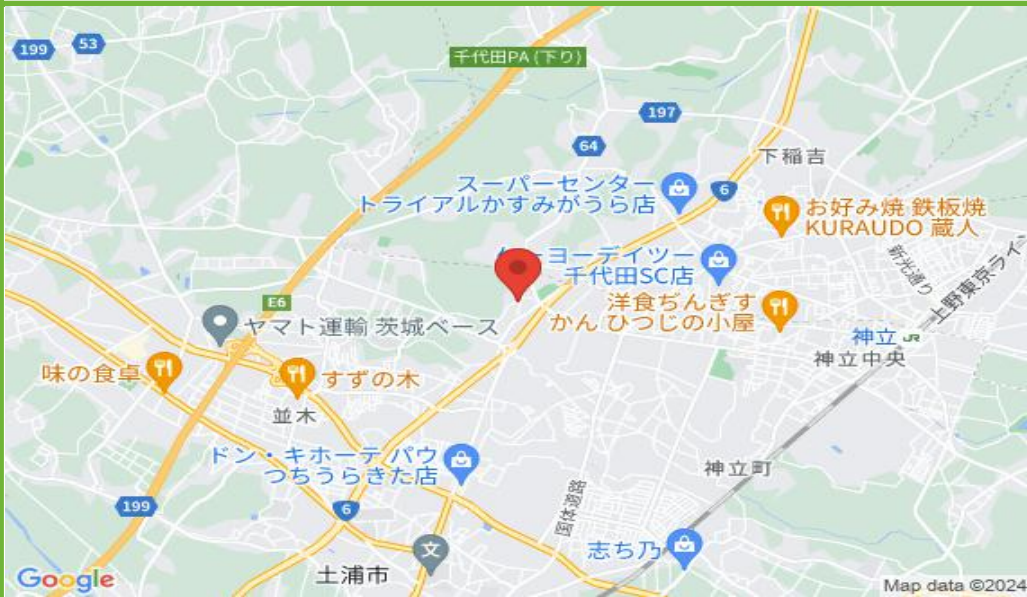 199
53
千代田PA (下り)
197
64
下稲吉
スーパーセンター
トライアルかすみがうら店
6
お好み焼 鉄板焼
KURAUDO 蔵人
ヨーデイツー
千代田SC店
新光通り
上野東京ライン
E6
洋食ぢんぎす
かん ひつじの小屋
ヤマト運輸 茨城ベース
神立 JR
神立中央
味の食卓
すずの木
並木
ドン・キホーテ パウ
つちうらきた店
神立町
199
6
国体道路
文
志ち乃
土浦市
Google
Map data ©2024